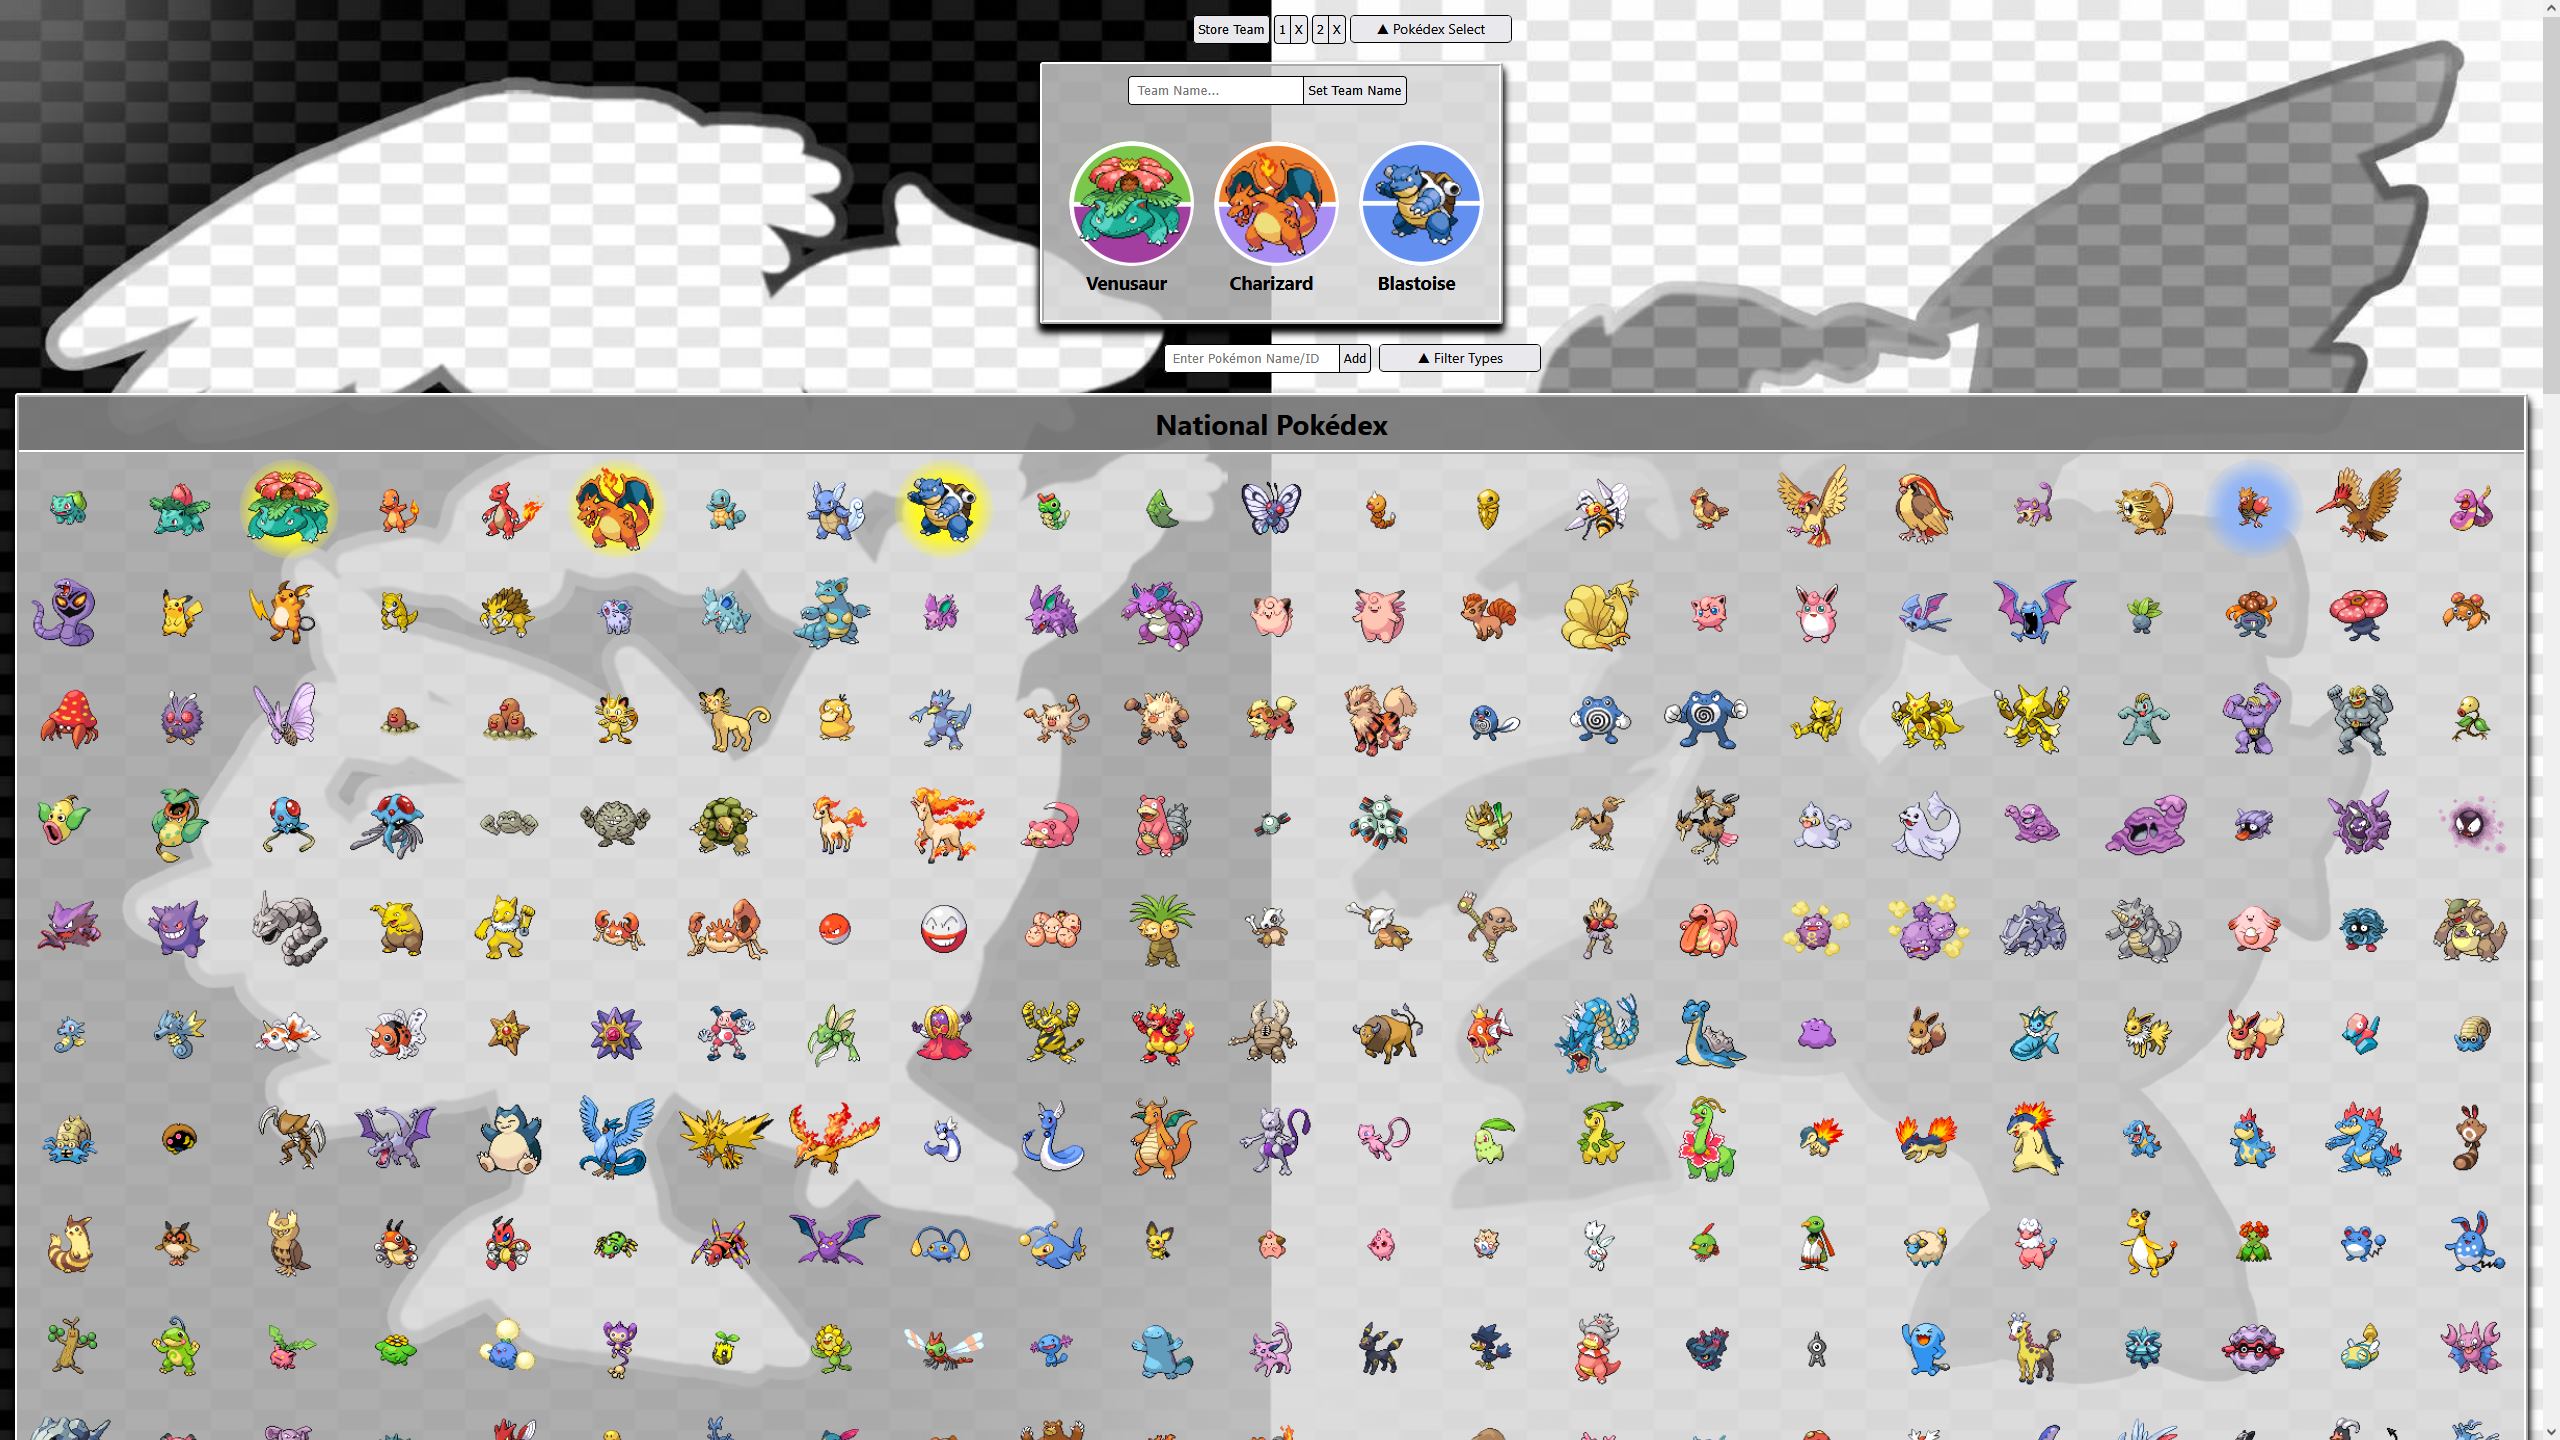 Store Team 1 X 2 X ▲ Pokédex Select
Team Name... Set Team Name
Venusaur Charizard Blastoise
Enter Pokémon Name/ID Add ▲ Filter Types
National Pokédex